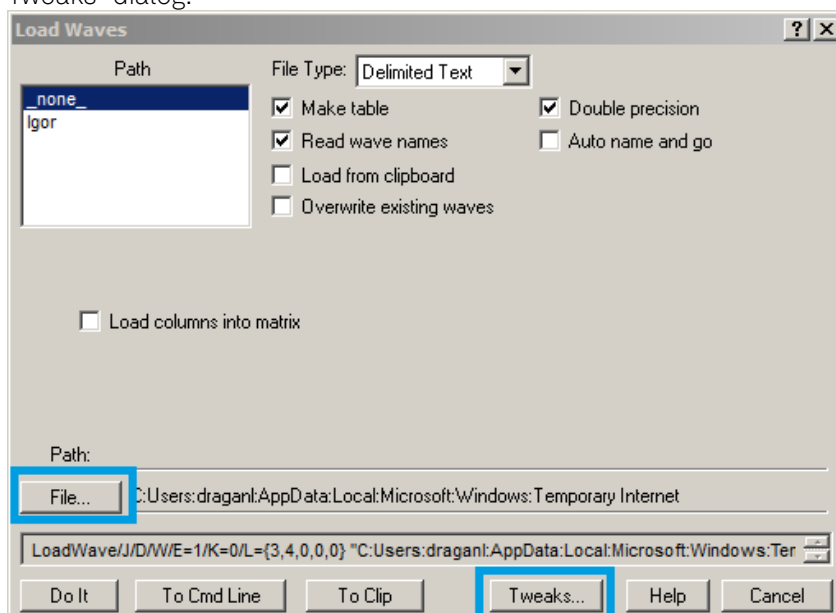 Tweaks" dialog.
Load Waves
Path
File Type: Delimited Text
_none_
Igor
Make table
Double precision
Read wave names
Auto name and go
Load from clipboard
Overwrite existing waves
Load columns into matrix
Path:
File... C:Users:draganl:AppData:Local:Microsoft:Windows:Temporary Internet
LoadWave/J/D/W/E=1/K=0/L={3,4,0,0,0} "C:Users:draganl:AppData:Local:Microsoft:Windows:Ter
Do It To Cmd Line To Clip Tweaks... Help Cancel